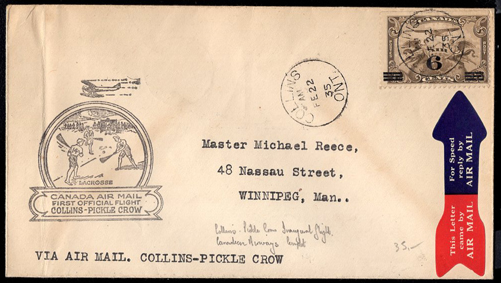 CANADA
6
COLLINS
AM
FE 22
35
ONT
LACROSSE
CANADA AIR MAIL
FIRST OFFICIAL FLIGHT
COLLINS-PICKLE CROW
Master Michael Reece,
48 Nassau Street,
WINNIPEG, Man..
Collins - Pickle Crow Inaugural flight
Canadian Airways flight
35.-
VIA AIR MAIL. COLLINS-PICKLE CROW
For Speed
reply by
AIR MAIL
This Letter
came by
AIR MAIL